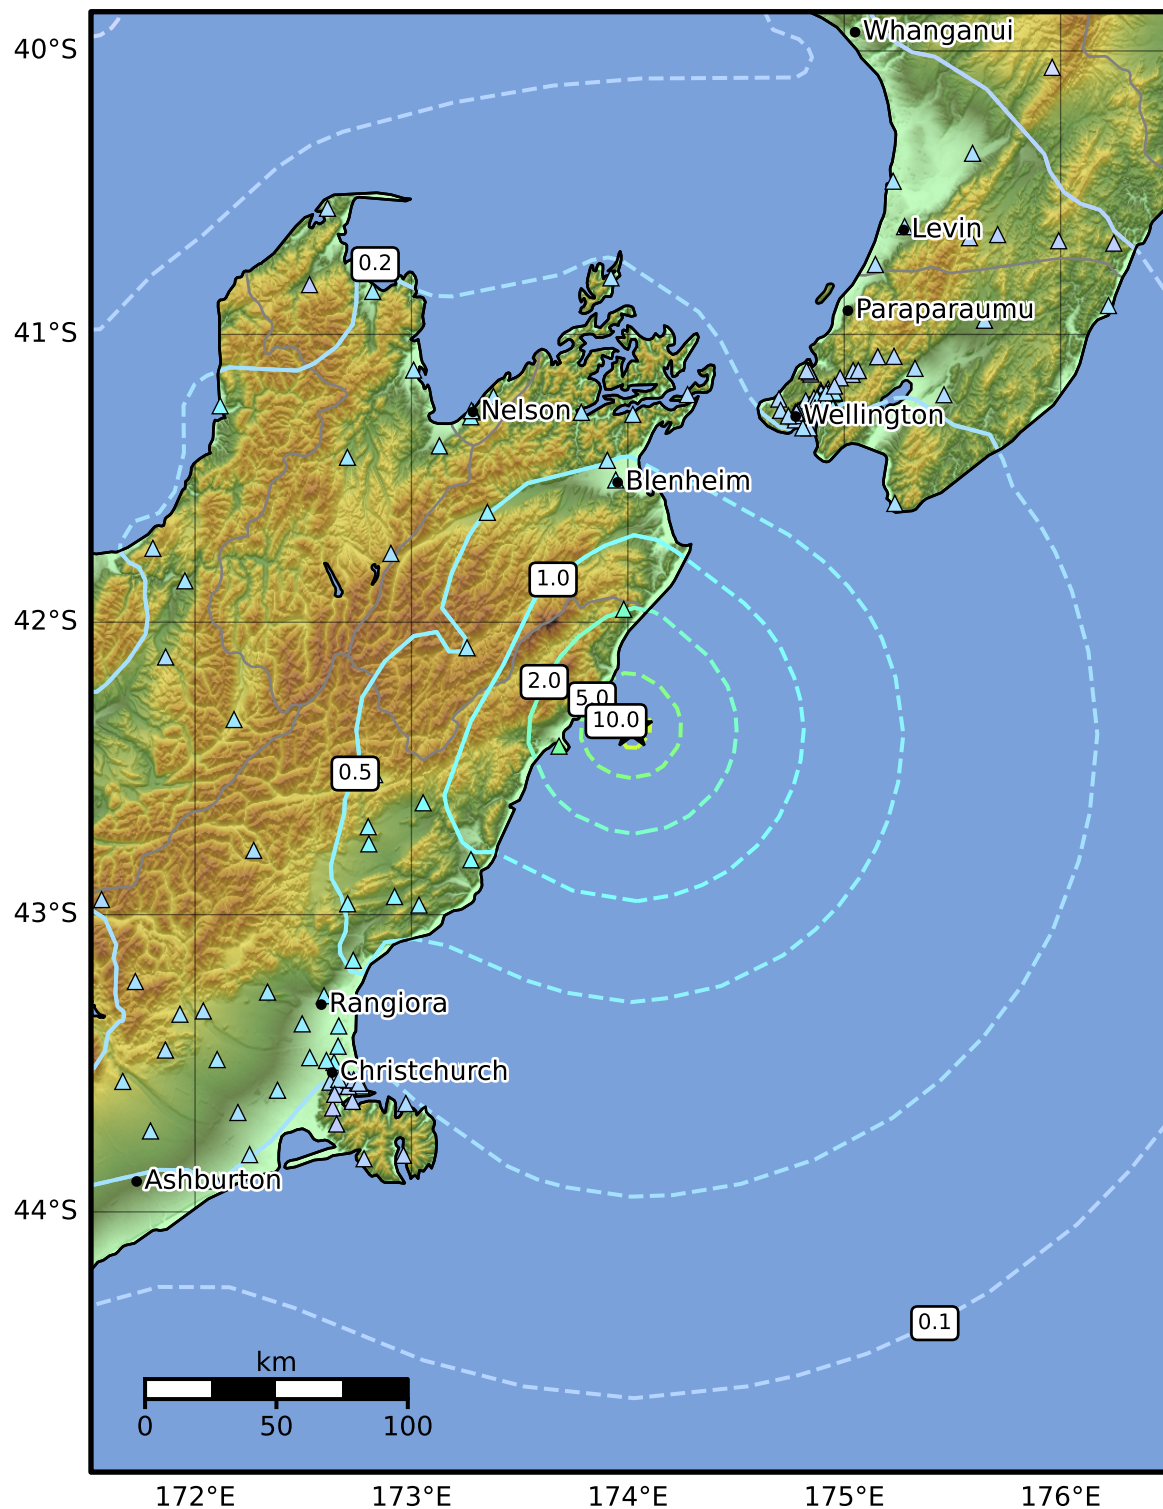 40°S
Whanganui
Levin
0.2
Paraparaumu
41°S
Nelson
Wellington
Blenheim
1.0
42°S
2.0
5.0
10.0
0.5
43°S
Rangiora
Christchurch
Ashburton
44°S
0.1
km
0 50 100
172°E 173°E 174°E 175°E 176°E